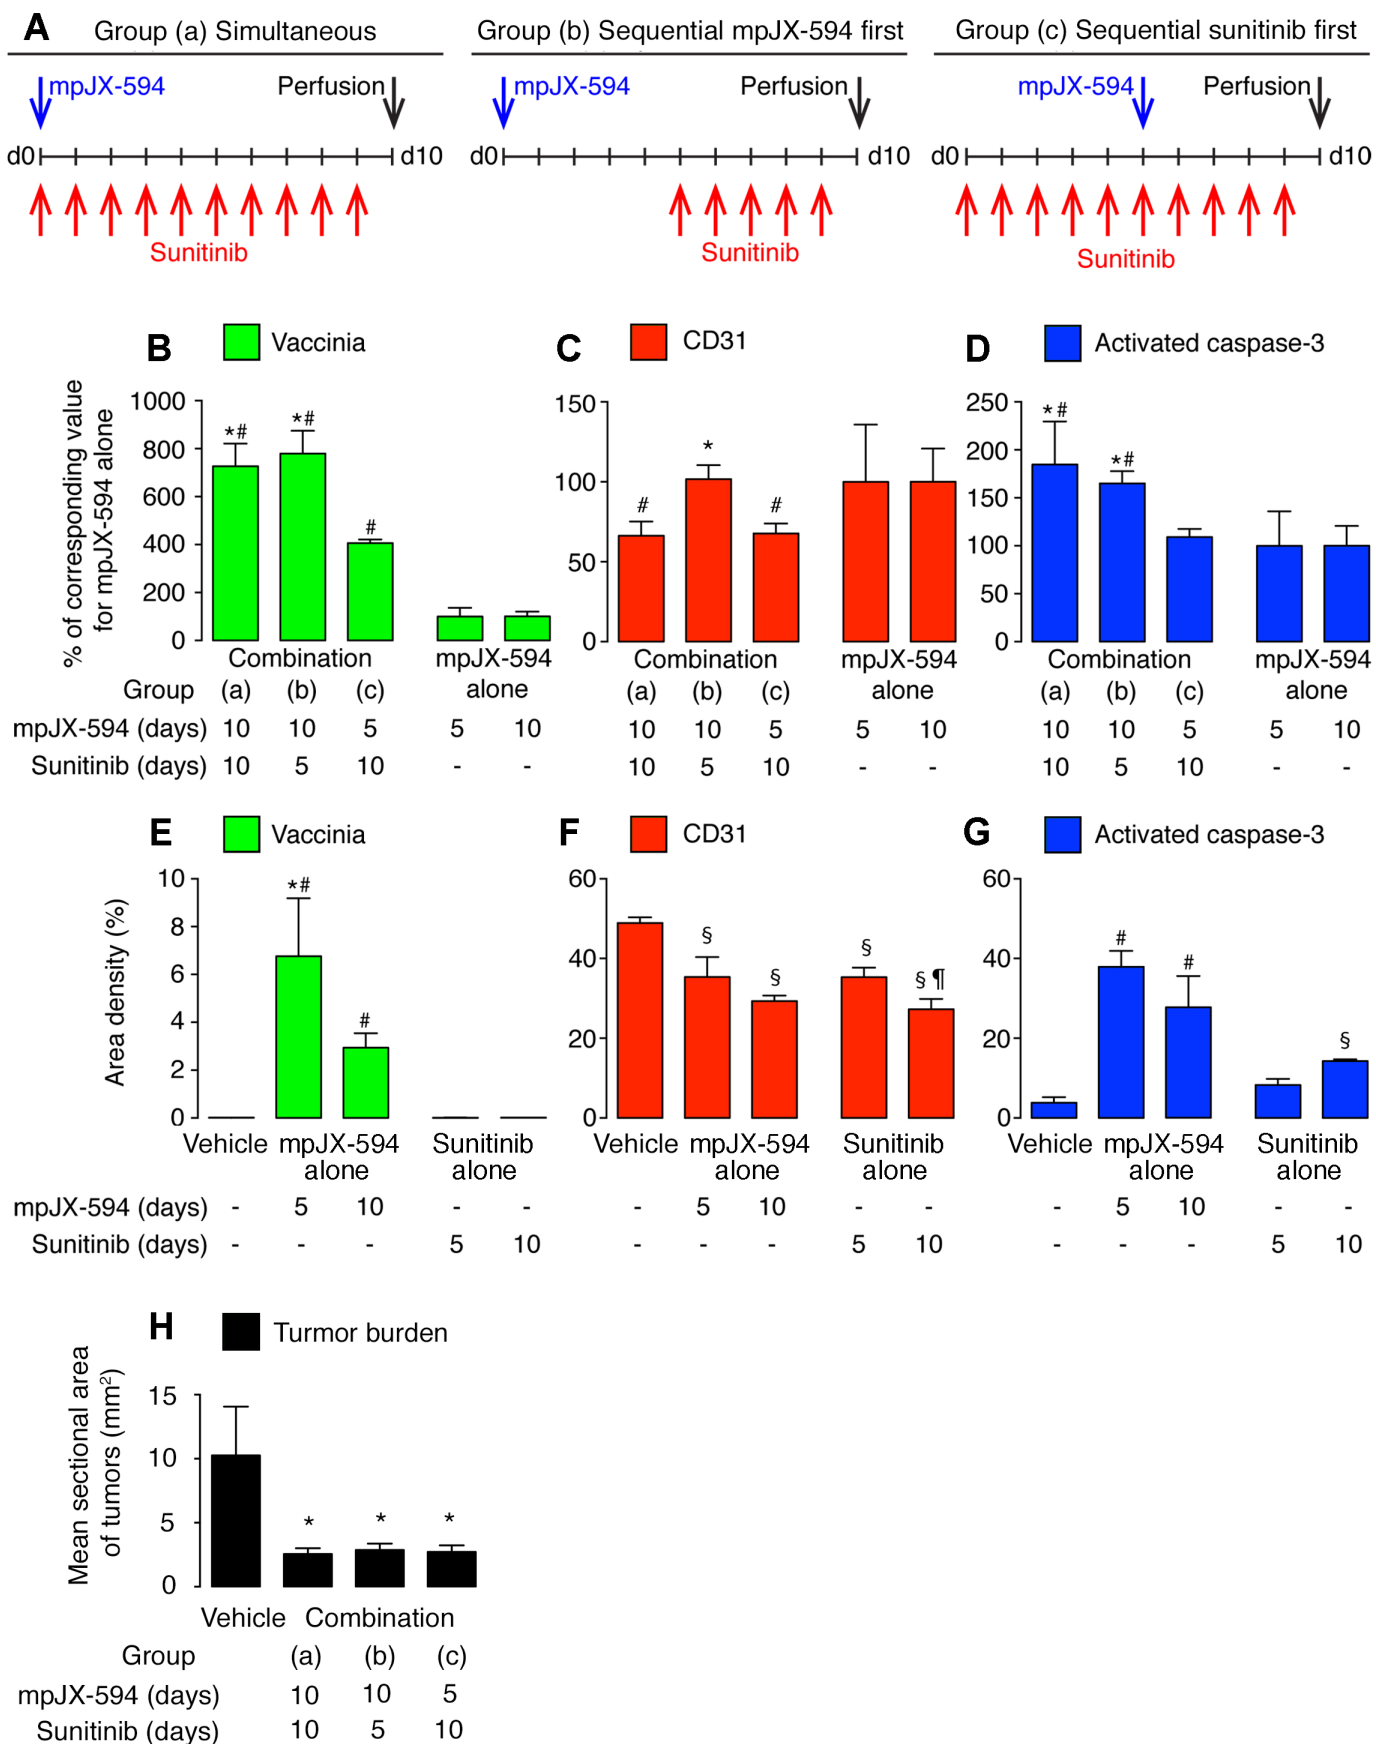 A
Group (a) Simultaneous
Group (b) Sequential mpJX-594 first
Group (c) Sequential sunitinib first
mpJX-594 Perfusion
mpJX-594 Perfusion
mpJX-594 Perfusion
d0 d10
d0 d10
d0 d10
Sunitinib
Sunitinib
Sunitinib
B Vaccinia
C CD31
D Activated caspase-3
% of corresponding value
for mpJX-594 alone
1000
800
600
400
200
0
*# *# #
150
100
50
0
# * #
250
200
150
100
50
0
*# *#
Combination mpJX-594
alone
Combination mpJX-594
alone
Combination mpJX-594
alone
Group (a) (b) (c) (a) (b) (c) (a) (b) (c)
mpJX-594 (days) 10 10 5 5 10 10 10 5 5 10 10 10 5 5 10
Sunitinib (days) 10 5 10 - - 10 5 10 - - 10 5 10 - -
E Vaccinia
F CD31
G Activated caspase-3
Area density (%)
10
8
6
4
2
0
*# #
60
40
20
0
§ § § §¶
60
40
20
0
# # §
Vehicle mpJX-594
alone
Sunitinib
alone
Vehicle mpJX-594
alone
Sunitinib
alone
Vehicle mpJX-594
alone
Sunitinib
alone
mpJX-594 (days) - 5 10 - - - 5 10 - - - 5 10 - -
Sunitinib (days) - - - 5 10 - - - 5 10 - - - 5 10
H Turmor burden
Mean sectional area
of tumors (mm²)
15
10
5
0
* * *
Vehicle Combination
Group (a) (b) (c)
mpJX-594 (days) 10 10 5
Sunitinib (days) 10 5 10